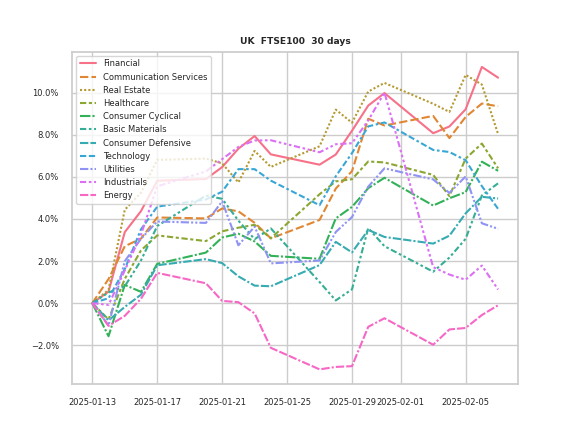 UK FTSE100 30 days
Financial
Communication Services
Real Estate
Healthcare
Consumer Cyclical
Basic Materials
Consumer Defensive
Technology
Utilities
Industrials
Energy
10.0%
8.0%
6.0%
4.0%
2.0%
0.0%
−2.0%
2025-01-13 2025-01-17 2025-01-21 2025-01-25 2025-01-29 2025-02-01 2025-02-05